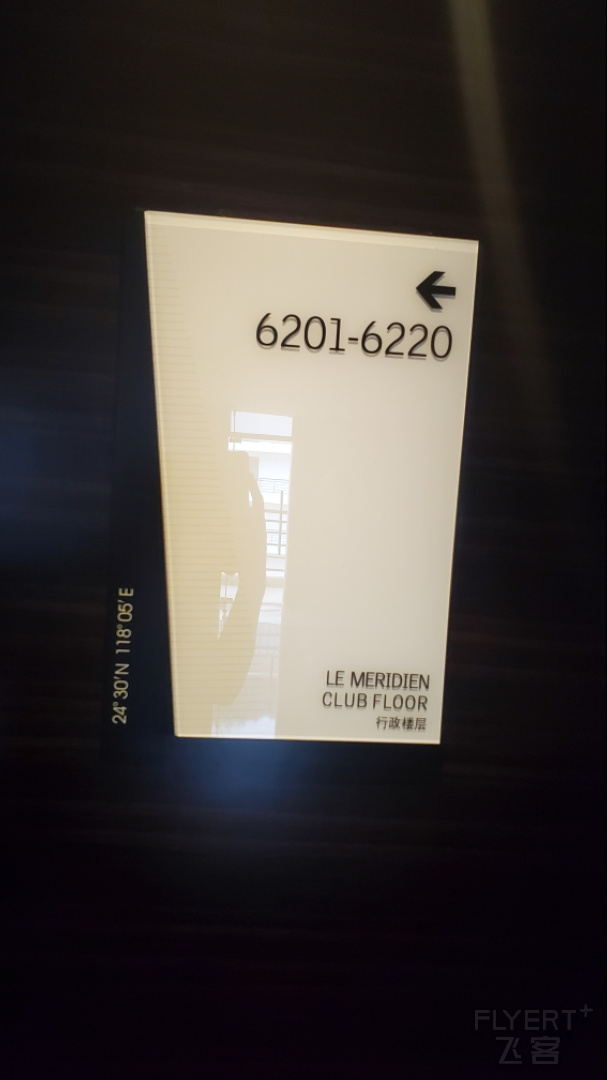 6201-6220
LE MERIDIEN
CLUB FLOOR
行政楼层
24°30'N 118°05'E
FLYERT+
飞客